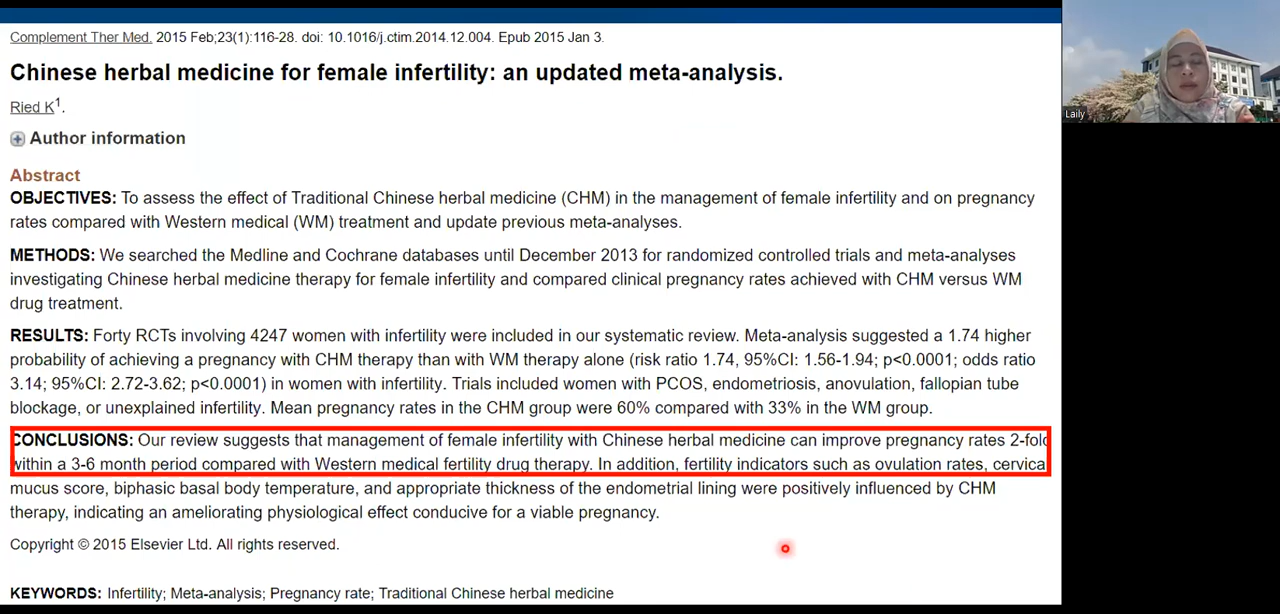 Complement Ther Med. 2015 Feb;23(1):116-28. doi: 10.1016/j.ctim.2014.12.004. Epub 2015 Jan 3.
Chinese herbal medicine for female infertility: an updated meta-analysis.
Ried K1.
Author information
Abstract
OBJECTIVES: To assess the effect of Traditional Chinese herbal medicine (CHM) in the management of female infertility and on pregnancy
rates compared with Western medical (WM) treatment and update previous meta-analyses.
METHODS: We searched the Medline and Cochrane databases until December 2013 for randomized controlled trials and meta-analyses
investigating Chinese herbal medicine therapy for female infertility and compared clinical pregnancy rates achieved with CHM versus WM
drug treatment.
RESULTS: Forty RCTs involving 4247 women with infertility were included in our systematic review. Meta-analysis suggested a 1.74 higher
probability of achieving a pregnancy with CHM therapy than with WM therapy alone (risk ratio 1.74, 95%CI: 1.56-1.94; p<0.0001; odds ratio
3.14; 95%CI: 2.72-3.62; p<0.0001) in women with infertility. Trials included women with PCOS, endometriosis, anovulation, fallopian tube
blockage, or unexplained infertility. Mean pregnancy rates in the CHM group were 60% compared with 33% in the WM group.
CONCLUSIONS: Our review suggests that management of female infertility with Chinese herbal medicine can improve pregnancy rates 2-fold
within a 3-6 month period compared with Western medical fertility drug therapy. In addition, fertility indicators such as ovulation rates, cervica
mucus score, biphasic basal body temperature, and appropriate thickness of the endometrial lining were positively influenced by CHM
therapy, indicating an ameliorating physiological effect conducive for a viable pregnancy.
Copyright © 2015 Elsevier Ltd. All rights reserved.
KEYWORDS: Infertility; Meta-analysis; Pregnancy rate; Traditional Chinese herbal medicine
Laily